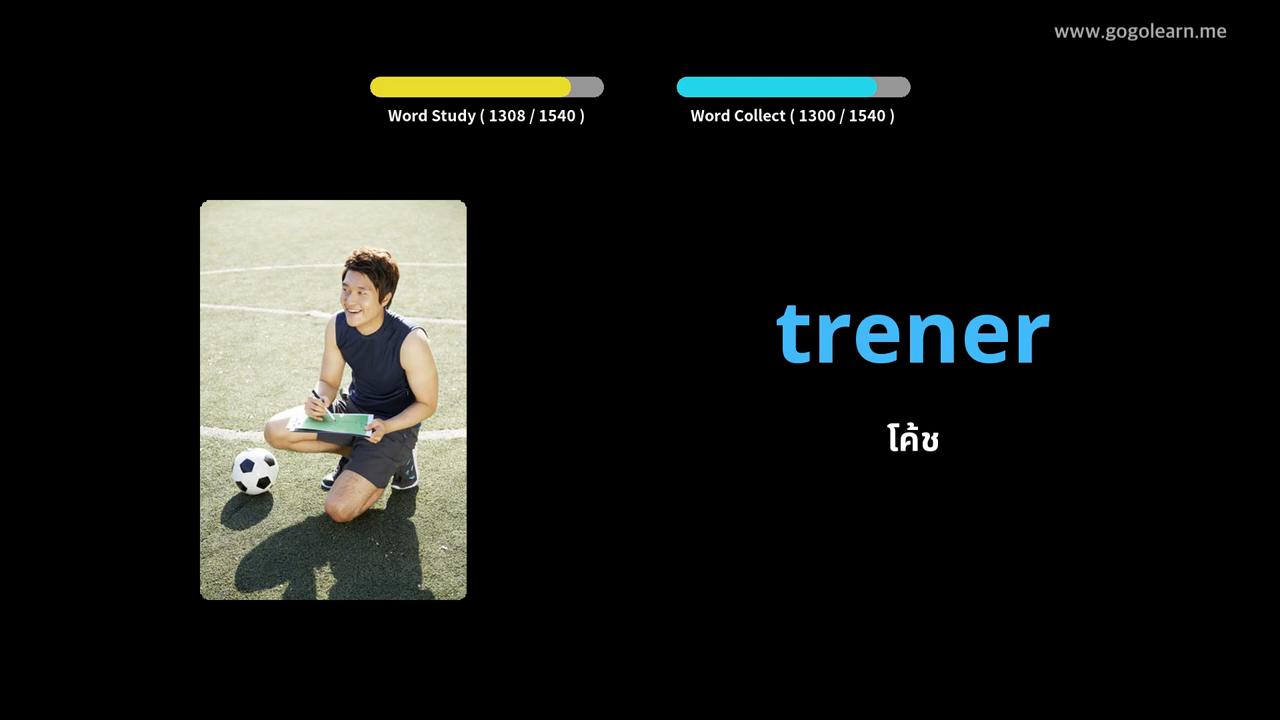 www.gogolearn.me
Word Study ( 1308 / 1540 )
Word Collect ( 1300 / 1540 )
trener
โค้ช